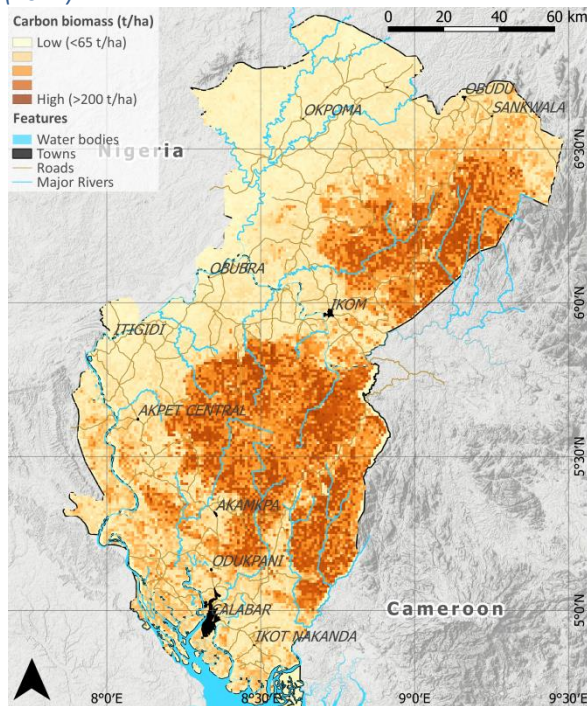 Carbon biomass (t/ha)
Low (<65 t/ha)
High (>200 t/ha)
Features
Water bodies
Towns
Roads
Major Rivers
0 20 40 60 km
Nigeria
OBUDU
SANKWALA
OKPOMA
6°30'
OBUBRA
IKOM
6°0'
ITIGIDI
AKPET CENTRAL
5°30'
AKAMKPA
ODUKPANI
CALABAR
Cameroon
5°0'
IKOT NAKANDA
8°0'E 8°30'E 9°0'E 9°30'E